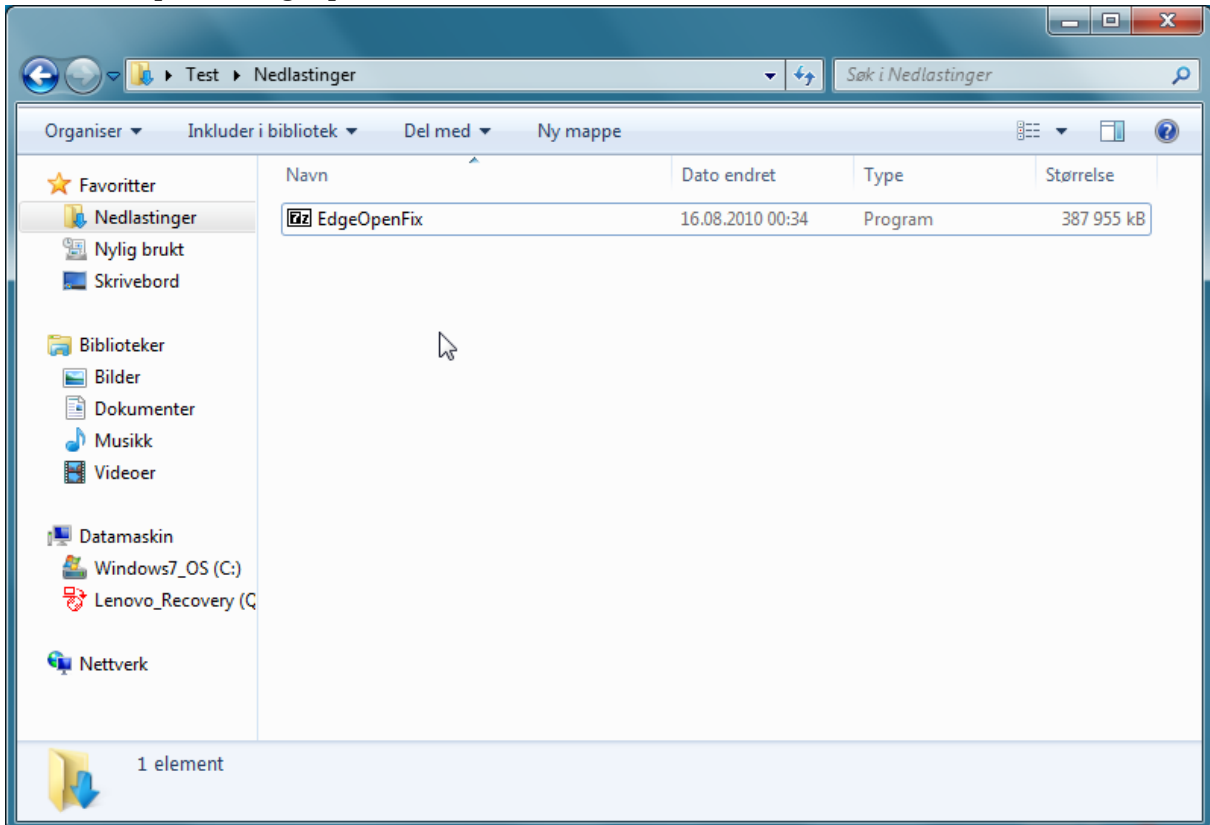 Test ▸ Nedlastinger
Søk i Nedlastinger
Organiser Inkluder i bibliotek Del med Ny mappe
Navn Dato endret Type Størrelse
7z EdgeOpenFix 16.08.2010 00:34 Program 387 955 kB
Favoritter
Nedlastinger
Nylig brukt
Skrivebord
Biblioteker
Bilder
Dokumenter
Musikk
Videoer
Datamaskin
Windows7_OS (C:)
Lenovo_Recovery (Q
Nettverk
1 element